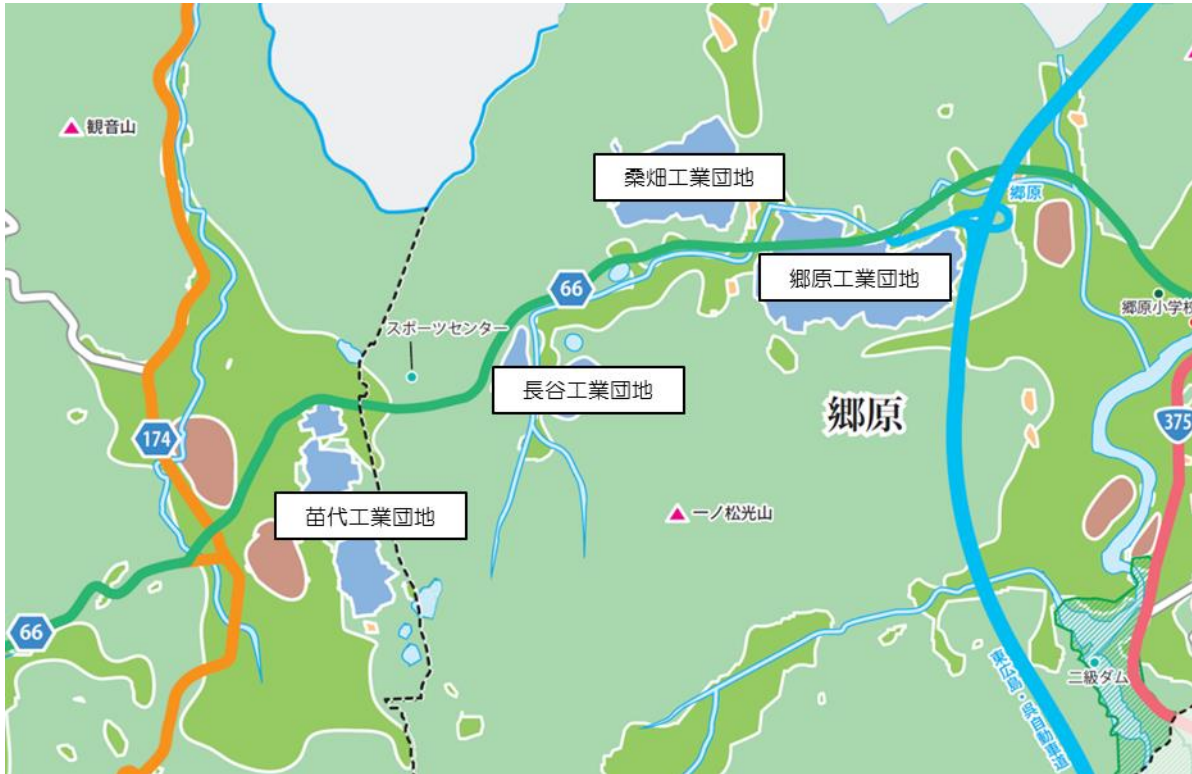 観音山
桑畑工業団地
郷原
郷原工業団地
66
郷原小学校
スポーツセンター
長谷工業団地
郷原
375
174
苗代工業団地
一ノ松光山
66
東広島・呉自動車道
二級ダム